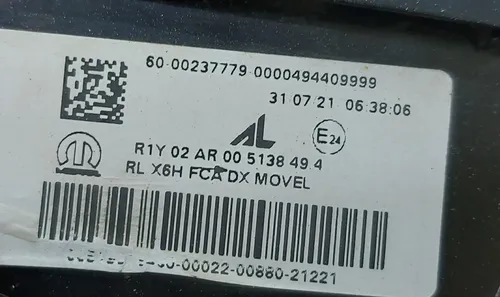 60 00237779 0000494409999
31 07 21 06:38:06
AL
E24
R1Y 02 AR 00 5138 49 4
RL X6H FCA DX MOVEL
-00022-00860-21221